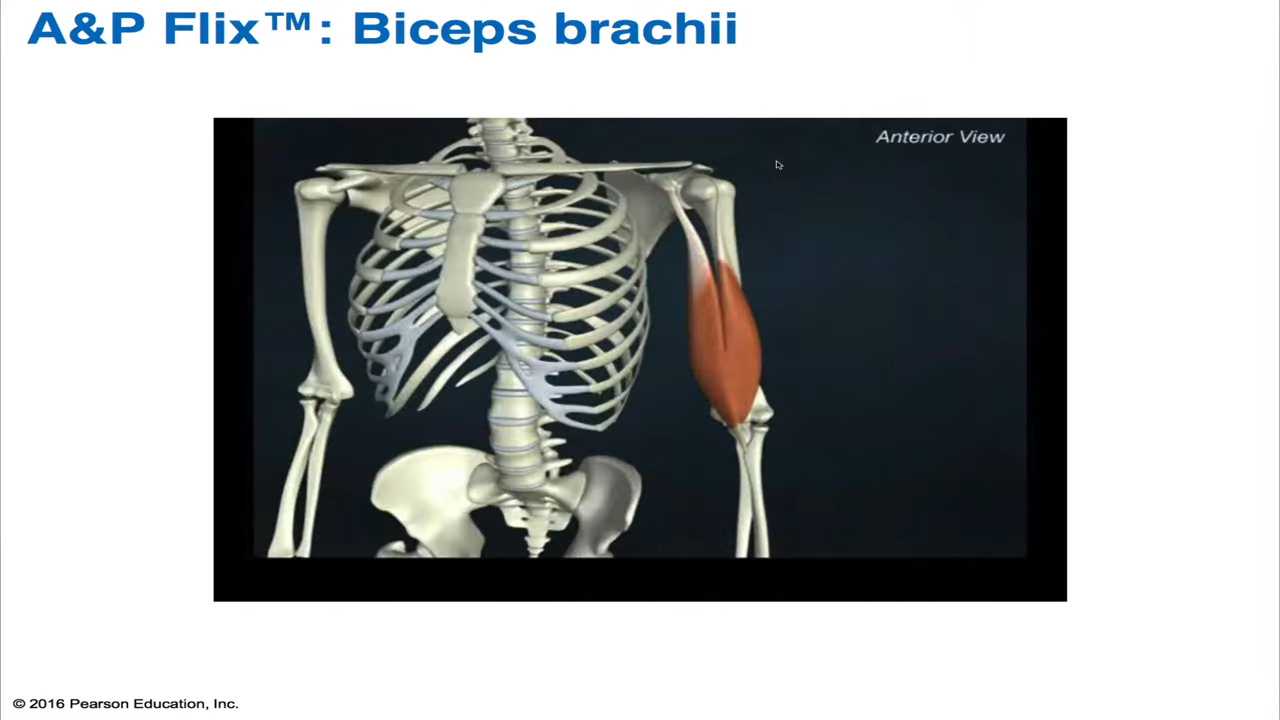 A&P Flix™: Biceps brachii
Anterior View
© 2016 Pearson Education, Inc.